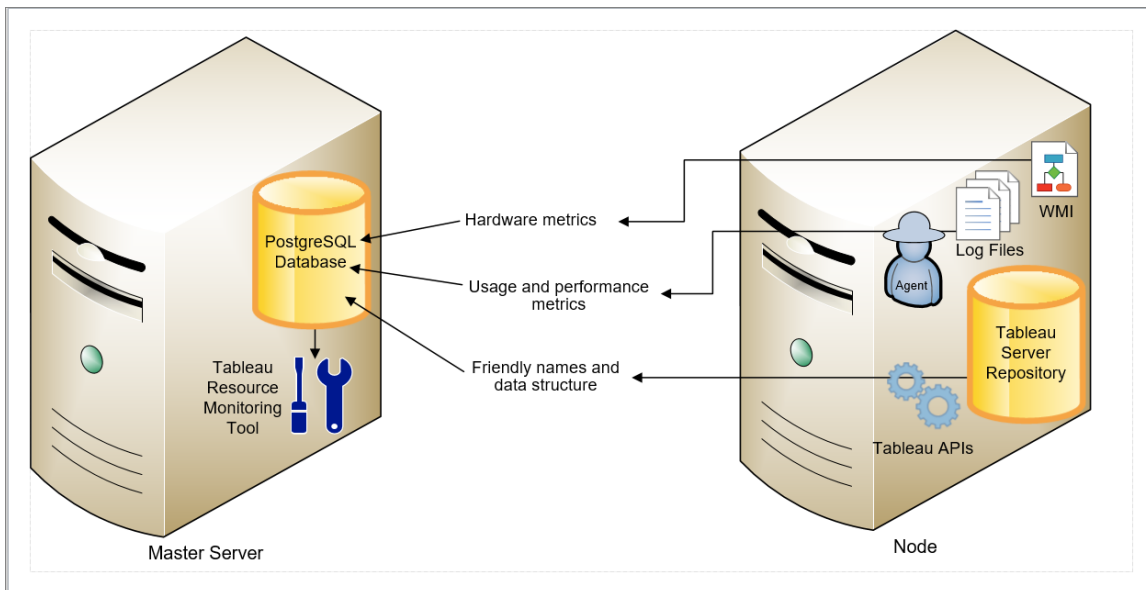 PostgreSQL
Database
Tableau
Resource
Monitoring
Tool
Master Server
Hardware metrics
Usage and performance
metrics
Friendly names and
data structure
WMI
Log Files
Agent
Tableau
Server
Repository
Tableau APIs
Node